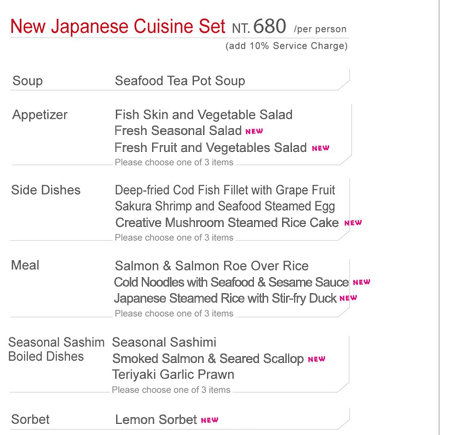 New Japanese Cuisine Set NT. 680 /per person
(add 10% Service Charge)
Soup Seafood Tea Pot Soup
Appetizer Fish Skin and Vegetable Salad
Fresh Seasonal Salad NEW
Fresh Fruit and Vegetables Salad NEW
Please choose one of 3 items
Side Dishes Deep-fried Cod Fish Fillet with Grape Fruit
Sakura Shrimp and Seafood Steamed Egg
Creative Mushroom Steamed Rice Cake NEW
Please choose one of 3 items
Meal Salmon & Salmon Roe Over Rice
Cold Noodles with Seafood & Sesame Sauce NEW
Japanese Steamed Rice with Stir-fry Duck NEW
Please choose one of 3 items
Seasonal Sashim Seasonal Sashimi
Boiled Dishes Smoked Salmon & Seared Scallop NEW
Teriyaki Garlic Prawn
Please choose one of 3 items
Sorbet Lemon Sorbet NEW